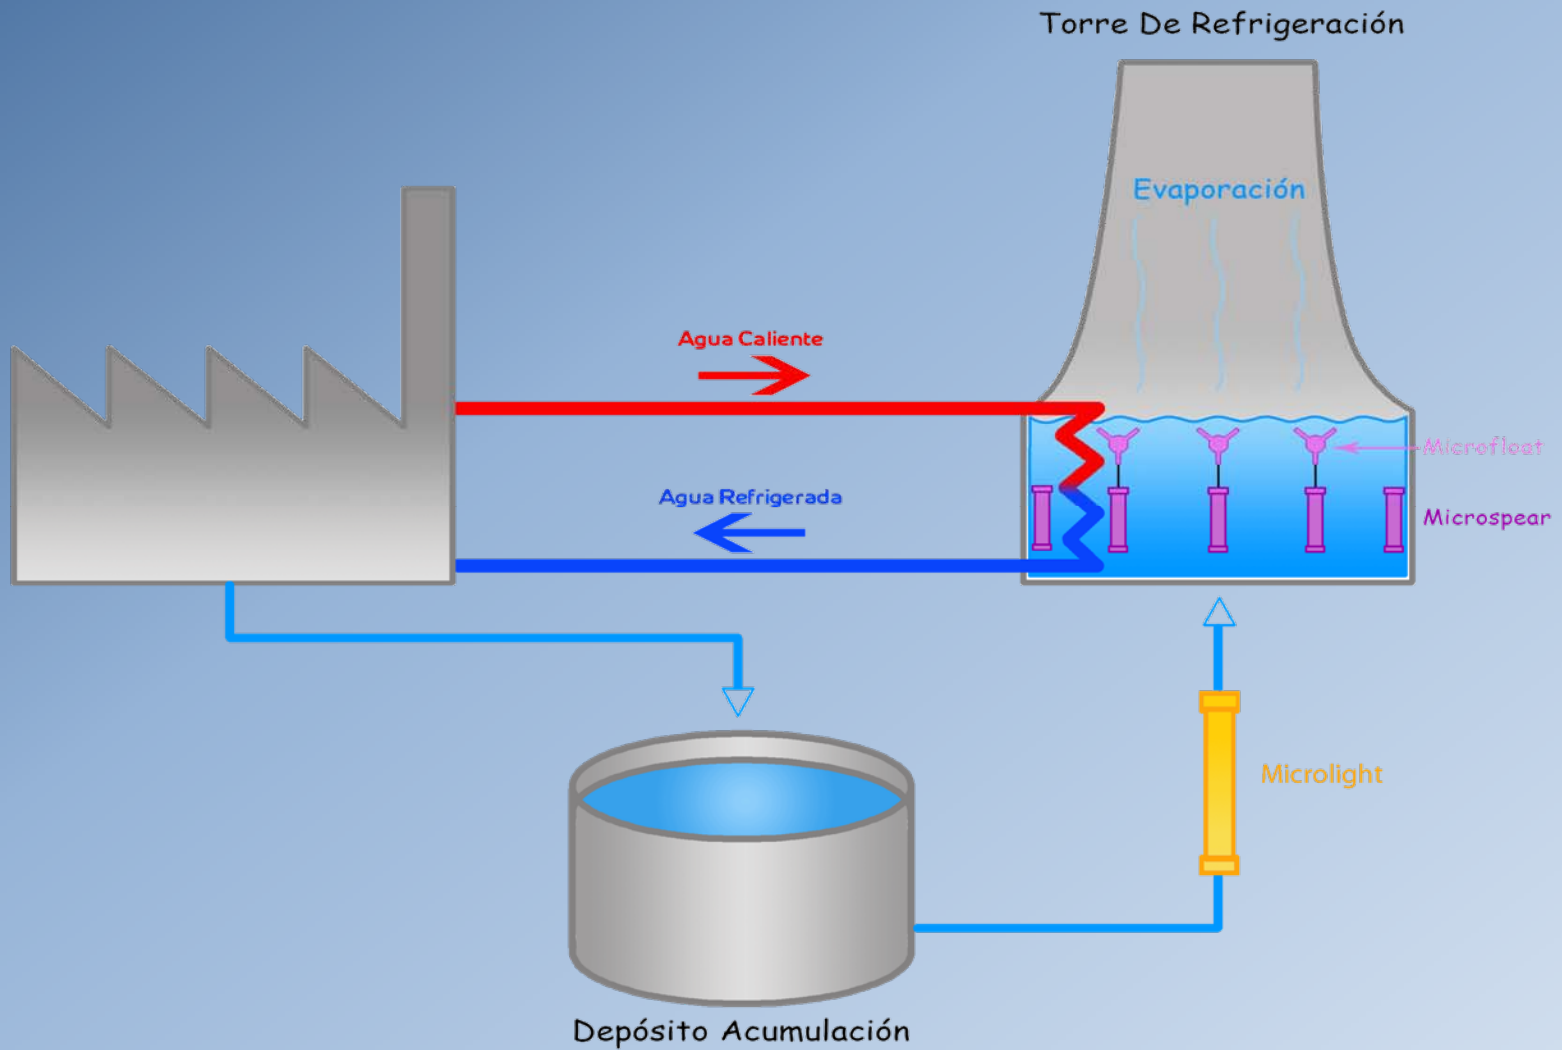 Torre De Refrigeración
Evaporación
Agua Caliente
Microfloat
Agua Refrigerada
Microspear
Microlight
Depósito Acumulación